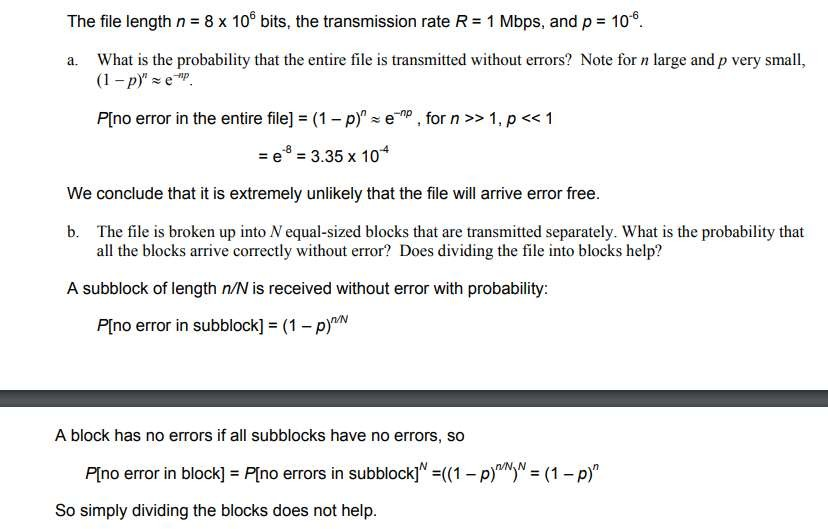 The file length n = 8 x 10⁶ bits, the transmission rate R = 1 Mbps, and p = 10⁻⁶.
a. What is the probability that the entire file is transmitted without errors? Note for n large and p very small,
(1 – p)ⁿ ≈ e⁻ⁿᵖ.
P[no error in the entire file] = (1 – p)ⁿ ≈ e⁻ⁿᵖ , for n >> 1, p << 1
= e⁻⁸ = 3.35 x 10⁻⁴
We conclude that it is extremely unlikely that the file will arrive error free.
b. The file is broken up into N equal-sized blocks that are transmitted separately. What is the probability that
all the blocks arrive correctly without error? Does dividing the file into blocks help?
A subblock of length n/N is received without error with probability:
P[no error in subblock] = (1 – p)ⁿ/ᴺ
A block has no errors if all subblocks have no errors, so
P[no error in block] = P[no errors in subblock]ᴺ =((1 – p)ⁿ/ᴺ)ᴺ = (1 – p)ⁿ
So simply dividing the blocks does not help.